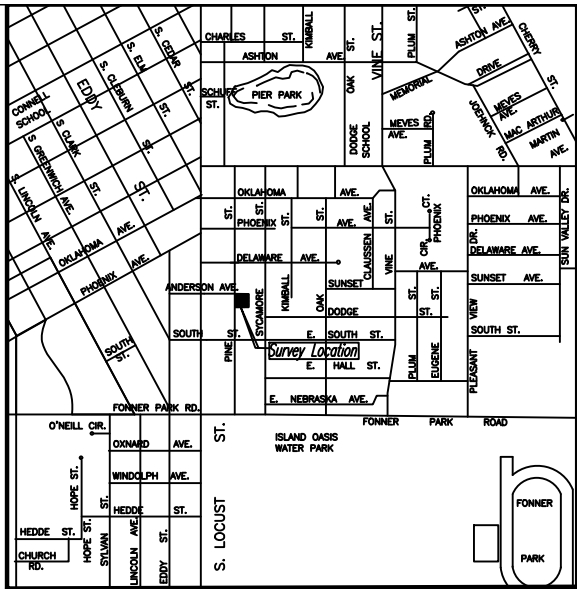 CHARLES ST.
KIMBALL
ST.
VINE ST.
PLUM ST.
ST.
ASHTON AVE.
CHERRY ST.
ASHTON AVE.
S. CEDAR ST.
S. ELM ST.
S. CLEBURN ST.
EDDY ST.
S. CLARK ST.
S GREENWICH AVE.
S. LINCOLN AVE.
CONNELL
SCHOOL
SCHUFF
ST.
PIER PARK
OAK
DODGE
SCHOOL
MEMORIAL DRIVE
MEVES
AVE.
RD.
PLUM
JOEHNCK RD.
MEVES
AVE.
MAC ARTHUR
MARTIN
AVE.
OKLAHOMA AVE.
PHOENIX AVE.
OKLAHOMA AVE.
PHOENIX AVE.
DELAWARE AVE.
ST.
ST.
ST.
ST.
CLAUSSEN AVE.
VINE ST.
CT.
PHOENIX
CIR.
AVE.
OKLAHOMA AVE.
PHOENIX AVE.
DELAWARE AVE.
SUNSET AVE.
SOUTH ST.
SUN VALLEY DR.
PLEASANT VIEW DR.
ANDERSON AVE.
SYCAMORE
KIMBALL
OAK
SUNSET
DODGE ST.
PLUM ST.
EUGENE ST.
SOUTH ST.
SOUTH ST.
PINE
E. SOUTH ST.
Survey Location
E. HALL ST.
E. NEBRASKA AVE.
FONNER PARK RD.
FONNER PARK ROAD
O'NEILL CIR.
OXNARD AVE.
WINDOLPH AVE.
HEDDE ST.
HOPE ST.
HEDDE ST.
CHURCH
RD.
HOPE ST.
SYLVAN ST.
LINCOLN AVE.
EDDY ST.
S. LOCUST ST.
ISLAND OASIS
WATER PARK
FONNER
PARK